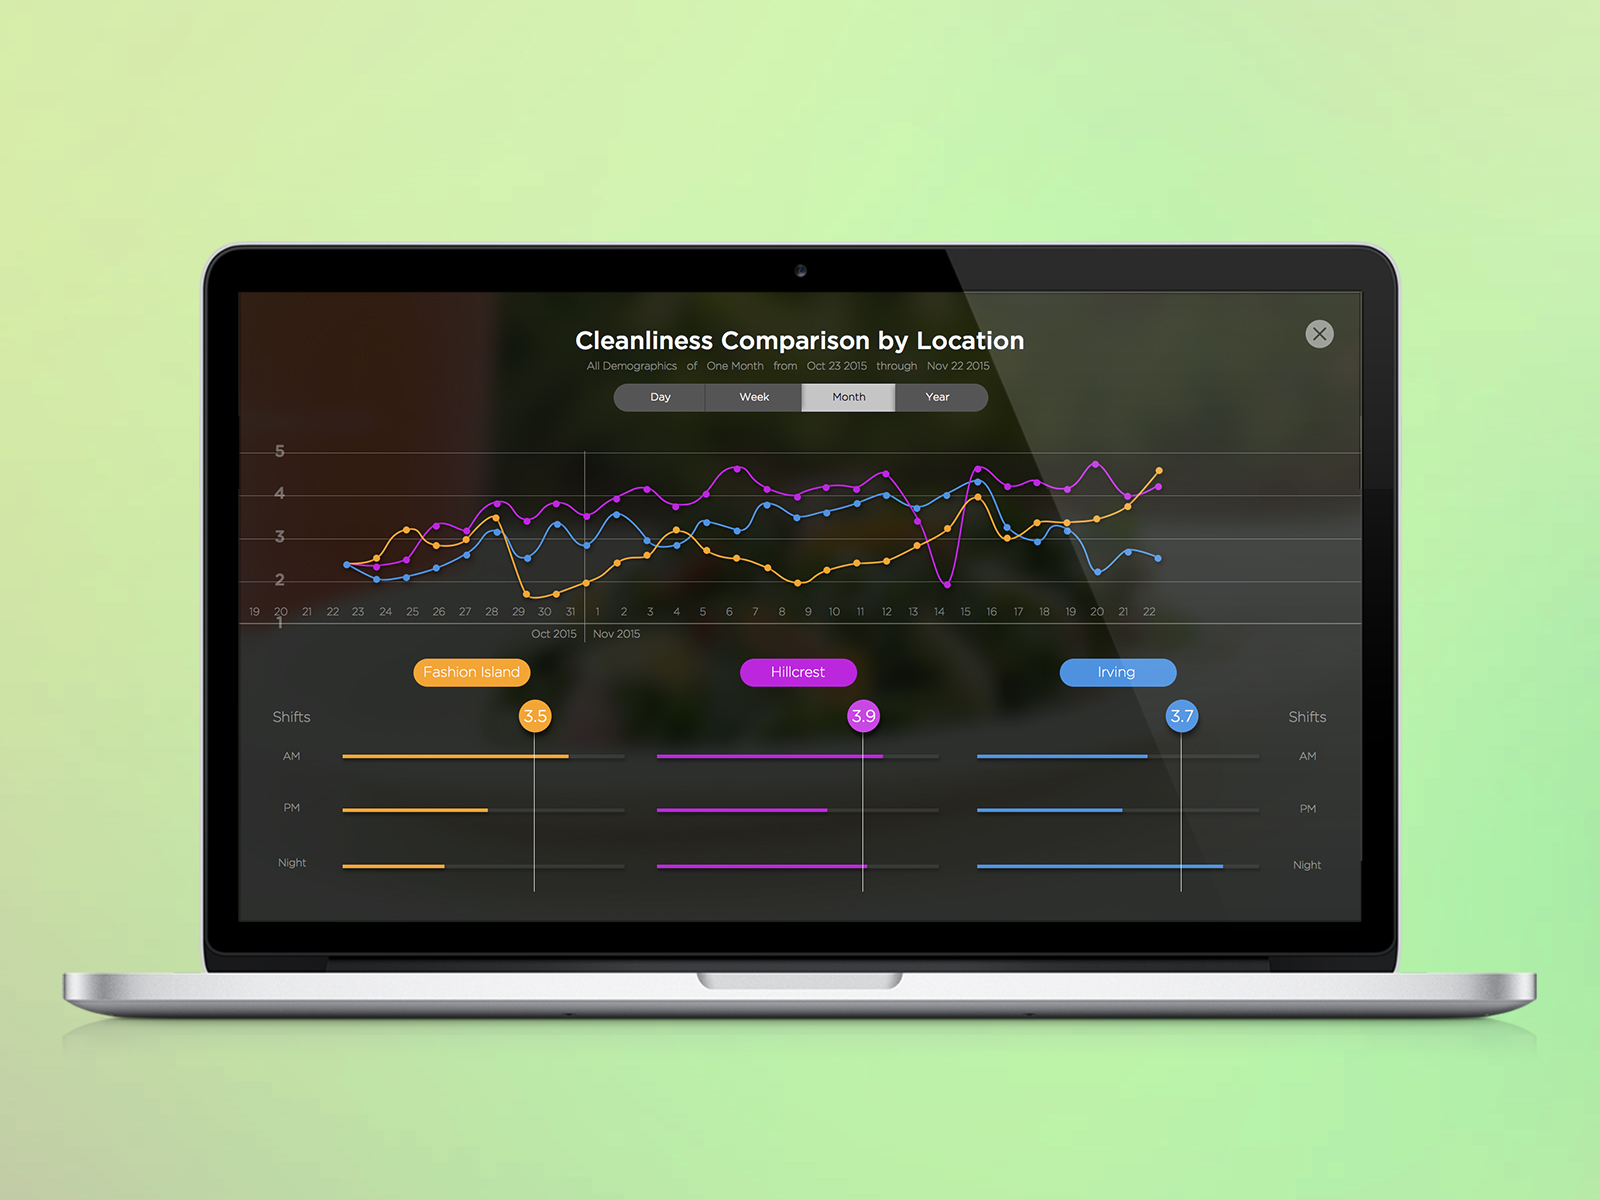 Cleanliness Comparison by Location
All Demographics of One Month from Oct 23 2015 through Nov 22 2015
Day Week Month Year
5
4
3
2
19 20 21 22 23 24 25 26 27 28 29 30 31 1 2 3 4 5 6 7 8 9 10 11 12 13 14 15 16 17 18 19 20 21 22
1
Oct 2015 Nov 2015
Fashion Island Hillcrest Irving
Shifts 3.5 3.9 3.7 Shifts
AM AM
PM PM
Night Night